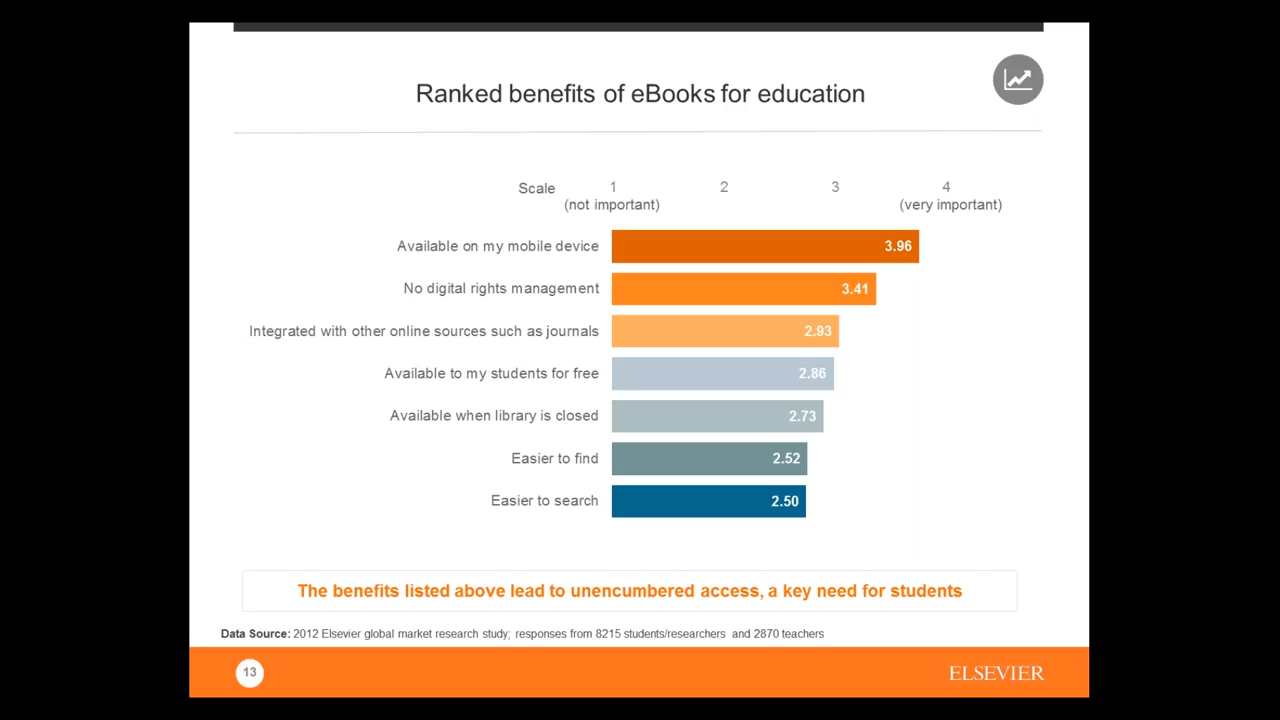 Ranked benefits of eBooks for education
Scale 1 2 3 4
(not important) (very important)
Available on my mobile device 3.96
No digital rights management 3.41
Integrated with other online sources such as journals 2.93
Available to my students for free 2.86
Available when library is closed 2.73
Easier to find 2.52
Easier to search 2.50
The benefits listed above lead to unencumbered access, a key need for students
Data Source: 2012 Elsevier global market research study; responses from 8215 students/researchers and 2870 teachers
13 ELSEVIER